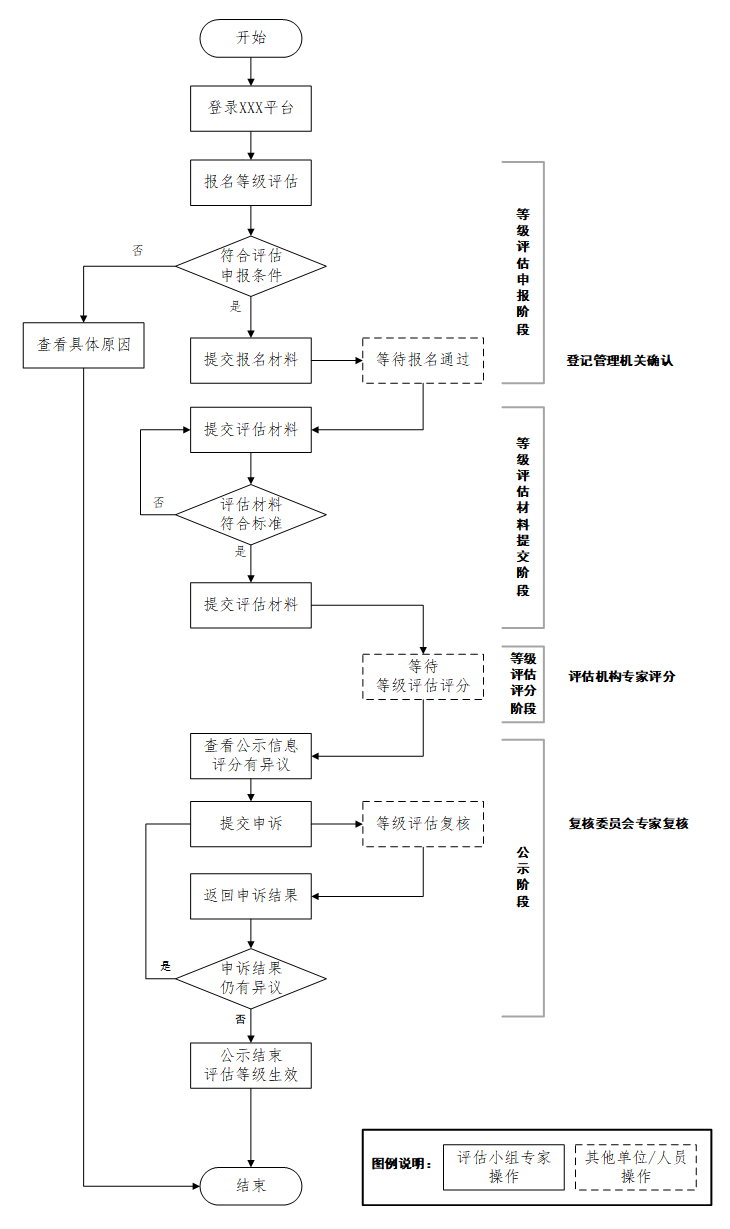 开始
登录XXX平台
报名等级评估
否
符合评估
申报条件
是
查看具体原因
提交报名材料
等待报名通过
等级评估申报阶段
登记管理机关确认
提交评估材料
否
评估材料
符合标准
是
提交评估材料
等级评估材料提交阶段
等待
等级评估评分
等级
评估
评分
阶段
评估机构专家评分
查看公示信息
评分有异议
提交申诉
等级评估复核
复核委员会专家复核
公示阶段
返回申诉结果
是
申诉结果
仍有异议
否
公示结束
评估等级生效
结束
图例说明：
评估小组专家
操作
其他单位/人员
操作